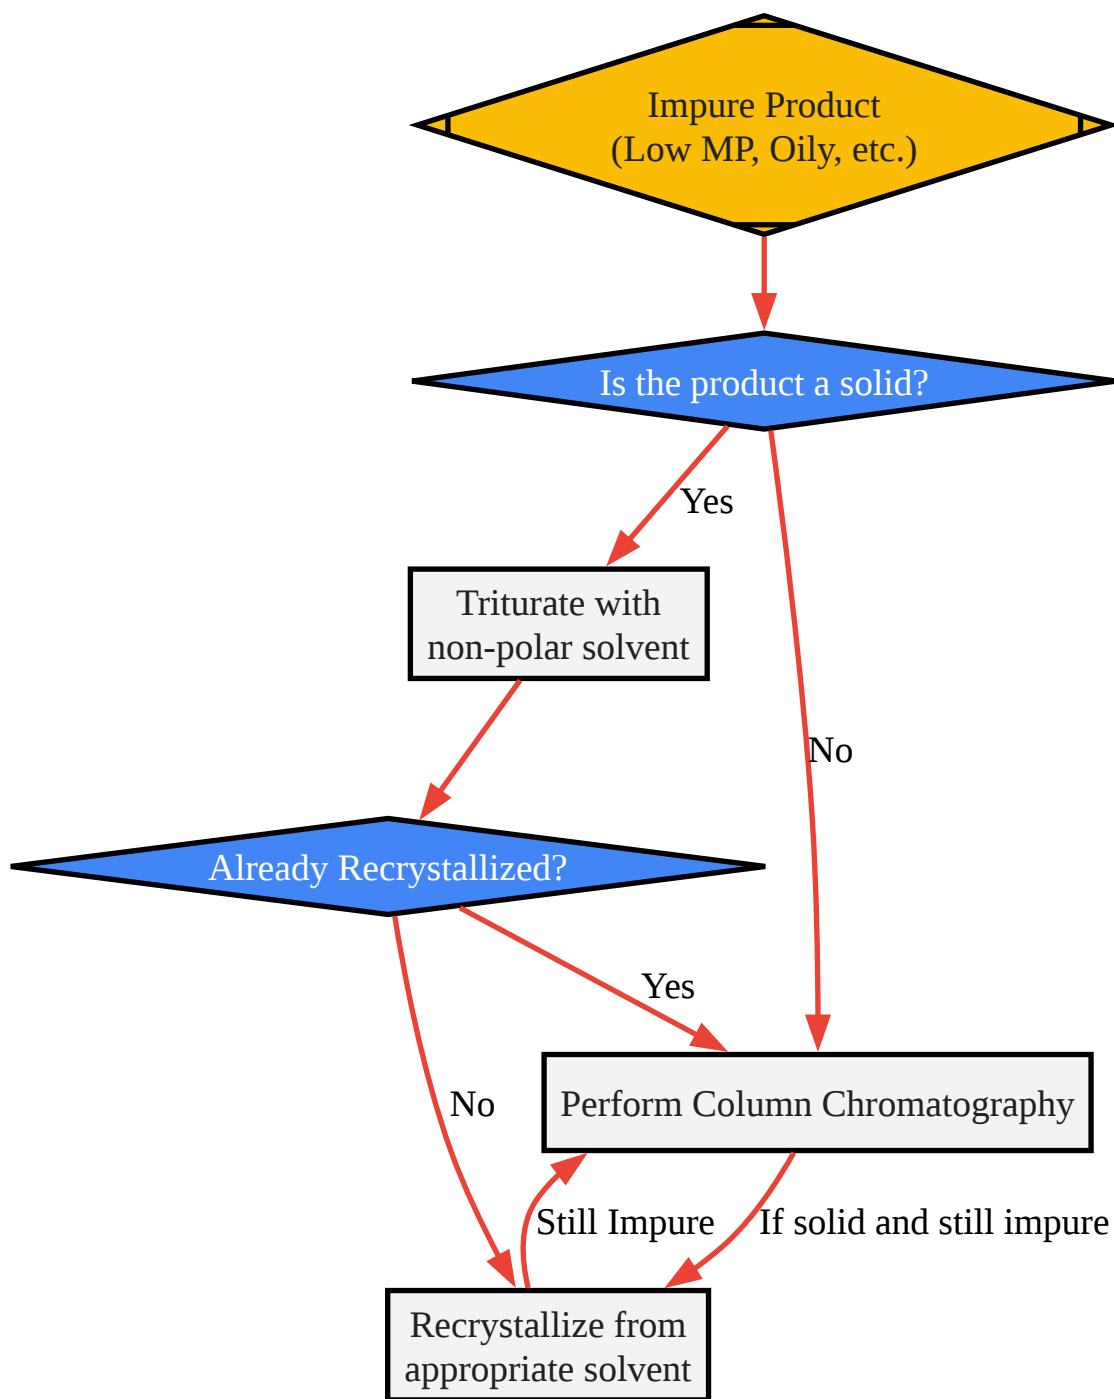 Impure Product
(Low MP, Oily, etc.)
Is the product a solid?
Yes
Triturate with
non-polar solvent
No
Already Recrystallized?
Yes
No
Perform Column Chromatography
Still Impure
If solid and still impure
Recrystallize from
appropriate solvent